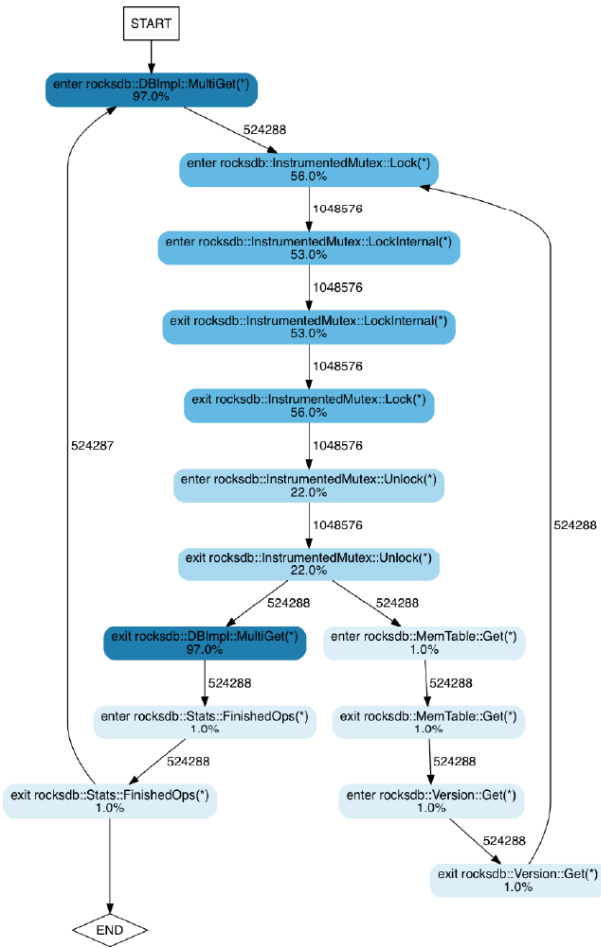 START
enter rocksdb::DBImpl::MultiGet(*)
97.0%
524288
enter rocksdb::InstrumentedMutex::Lock(*)
56.0%
1048576
enter rocksdb::InstrumentedMutex::LockInternal(*)
53.0%
1048576
exit rocksdb::InstrumentedMutex::LockInternal(*)
53.0%
1048576
exit rocksdb::InstrumentedMutex::Lock(*)
56.0%
524287
1048576
enter rocksdb::InstrumentedMutex::Unlock(*)
22.0%
1048576
524288
exit rocksdb::InstrumentedMutex::Unlock(*)
22.0%
524288
524288
exit rocksdb::DBImpl::MultiGet(*)
97.0%
enter rocksdb::MemTable::Get(*)
1.0%
524288
524288
enter rocksdb::Stats::FinishedOps(*)
1.0%
exit rocksdb::MemTable::Get(*)
1.0%
524288
524288
exit rocksdb::Stats::FinishedOps(*)
1.0%
enter rocksdb::Version::Get(*)
1.0%
524288
exit rocksdb::Version::Get(*)
1.0%
END